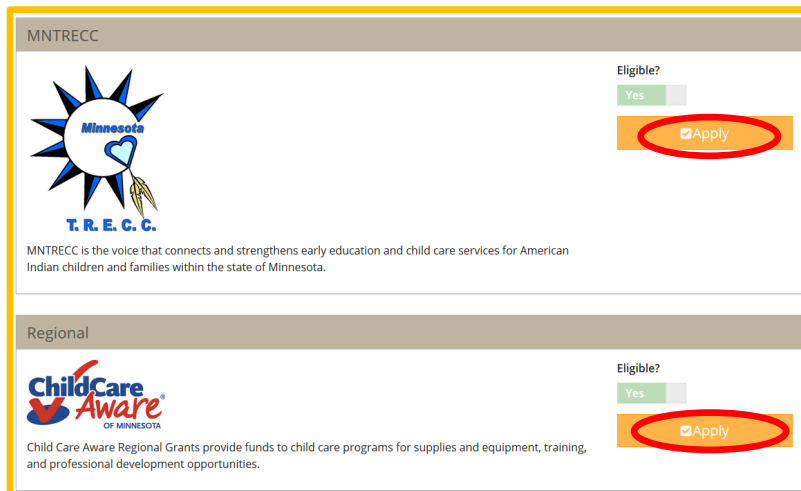 MNTRECC
Eligible?
Yes
Apply
Minnesota
T. R. E. C. C.
MNTRECC is the voice that connects and strengthens early education and child care services for American
Indian children and families within the state of Minnesota.
Regional
Eligible?
Yes
Apply
ChildCare
Aware®
OF MINNESOTA
Child Care Aware Regional Grants provide funds to child care programs for supplies and equipment, training,
and professional development opportunities.